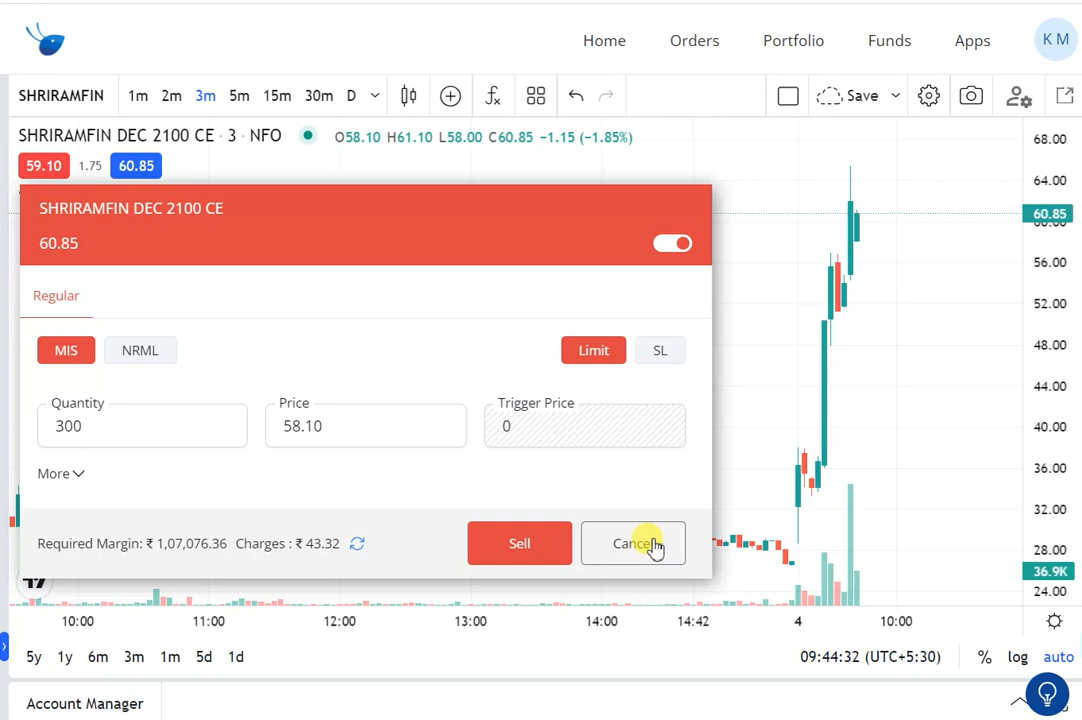 Home Orders Portfolio Funds Apps K M
SHRIRAMFIN 1m 2m 3m 5m 15m 30m D Save
SHRIRAMFIN DEC 2100 CE · 3 · NFO O58.10 H61.10 L58.00 C60.85 −1.15 (−1.85%)
59.10 1.75 60.85
SHRIRAMFIN DEC 2100 CE
60.85
Regular
MIS NRML Limit SL
Quantity Price Trigger Price
300 58.10 0
More
Required Margin: ₹ 1,07,076.36 Charges : ₹ 43.32 Sell Cancel
68.00
64.00
60.85
56.00
52.00
48.00
44.00
40.00
36.00
32.00
28.00
36.9K
24.00
10:00 11:00 12:00 13:00 14:00 14:42 4 10:00
5y 1y 6m 3m 1m 5d 1d 09:44:32 (UTC+5:30) % log auto
Account Manager